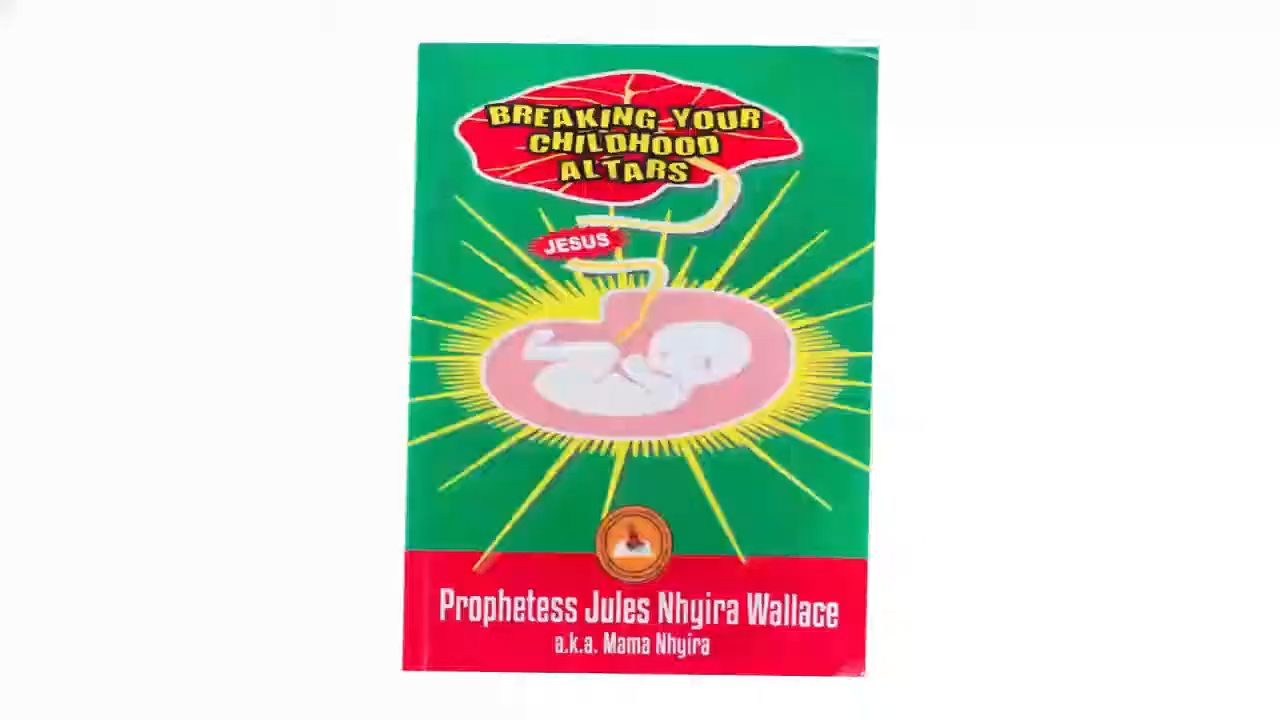 BREAKING YOUR
CHILDHOOD
ALTARS
JESUS
Prophetess Jules Nhyira Wallace
a.k.a. Mama Nhyira